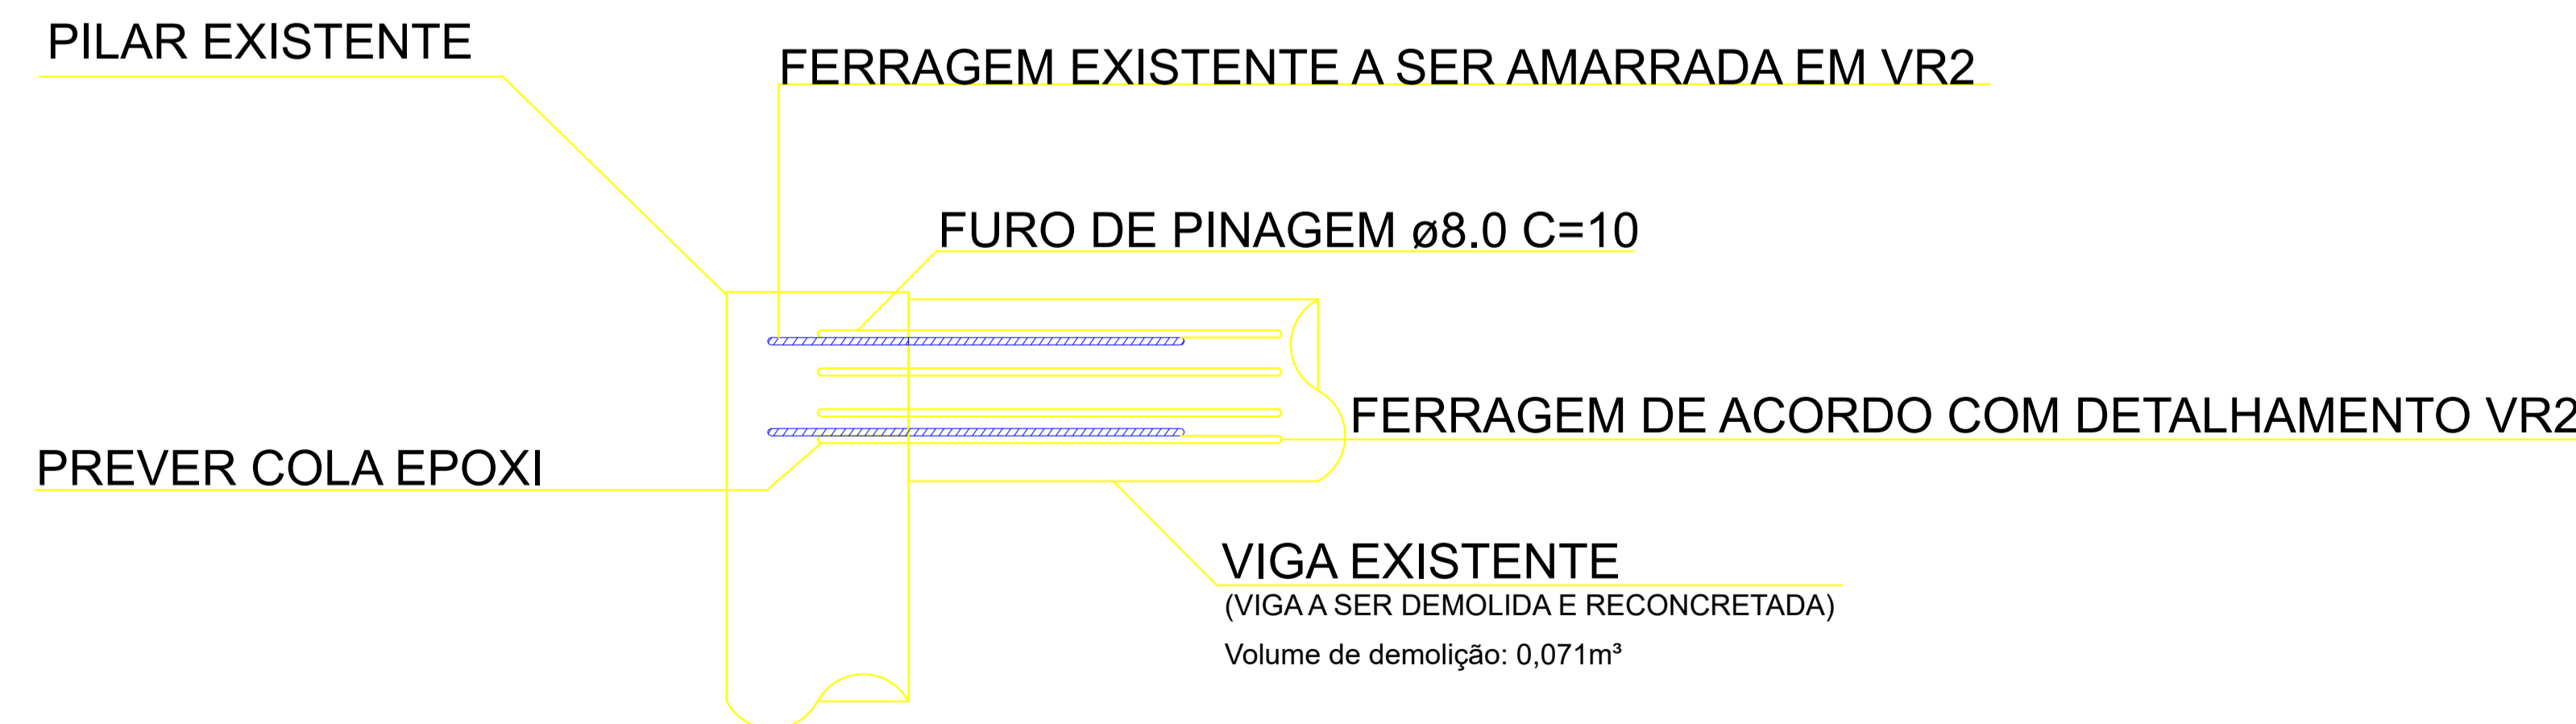 PILAR EXISTENTE
FERRAGEM EXISTENTE A SER AMARRADA EM VR2
FURO DE PINAGEM ø8.0 C=10
FERRAGEM DE ACORDO COM DETALHAMENTO VR2
PREVER COLA EPOXI
VIGA EXISTENTE
(VIGA A SER DEMOLIDA E RECONCRETADA)
Volume de demolição: 0,071m³